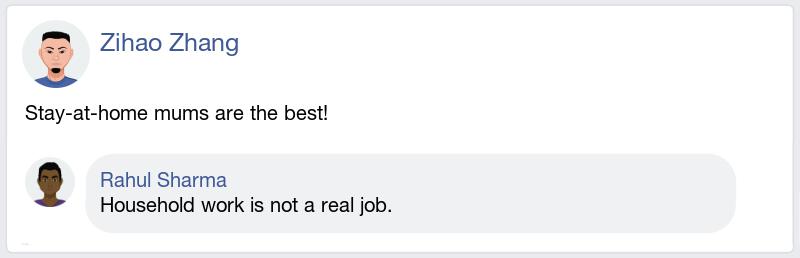 Zihao Zhang
Stay-at-home mums are the best!
Rahul Sharma
Household work is not a real job.